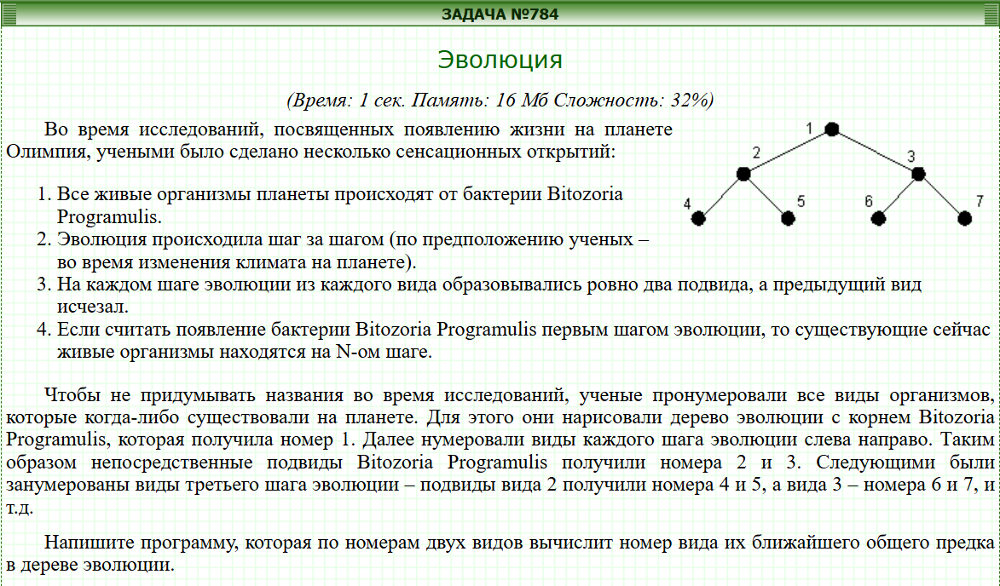 ЗАДАЧА №784
Эволюция
(Время: 1 сек. Память: 16 Мб Сложность: 32%)
Во время исследований, посвященных появлению жизни на планете
Олимпия, учеными было сделано несколько сенсационных открытий:
1. Все живые организмы планеты происходят от бактерии Bitozoria
Programulis.
2. Эволюция происходила шаг за шагом (по предположению ученых –
во время изменения климата на планете).
3. На каждом шаге эволюции из каждого вида образовывались ровно два подвида, а предыдущий вид
исчезал.
4. Если считать появление бактерии Bitozoria Programulis первым шагом эволюции, то существующие сейчас
живые организмы находятся на N-ом шаге.
1
2
3
4
5
6
7
Чтобы не придумывать названия во время исследований, ученые пронумеровали все виды организмов,
которые когда-либо существовали на планете. Для этого они нарисовали дерево эволюции с корнем Bitozoria
Programulis, которая получила номер 1. Далее нумеровали виды каждого шага эволюции слева направо. Таким
образом непосредственные подвиды Bitozoria Programulis получили номера 2 и 3. Следующими были
занумерованы виды третьего шага эволюции – подвиды вида 2 получили номера 4 и 5, а вида 3 – номера 6 и 7, и
т.д.
Напишите программу, которая по номерам двух видов вычислит номер вида их ближайшего общего предка
в дереве эволюции.